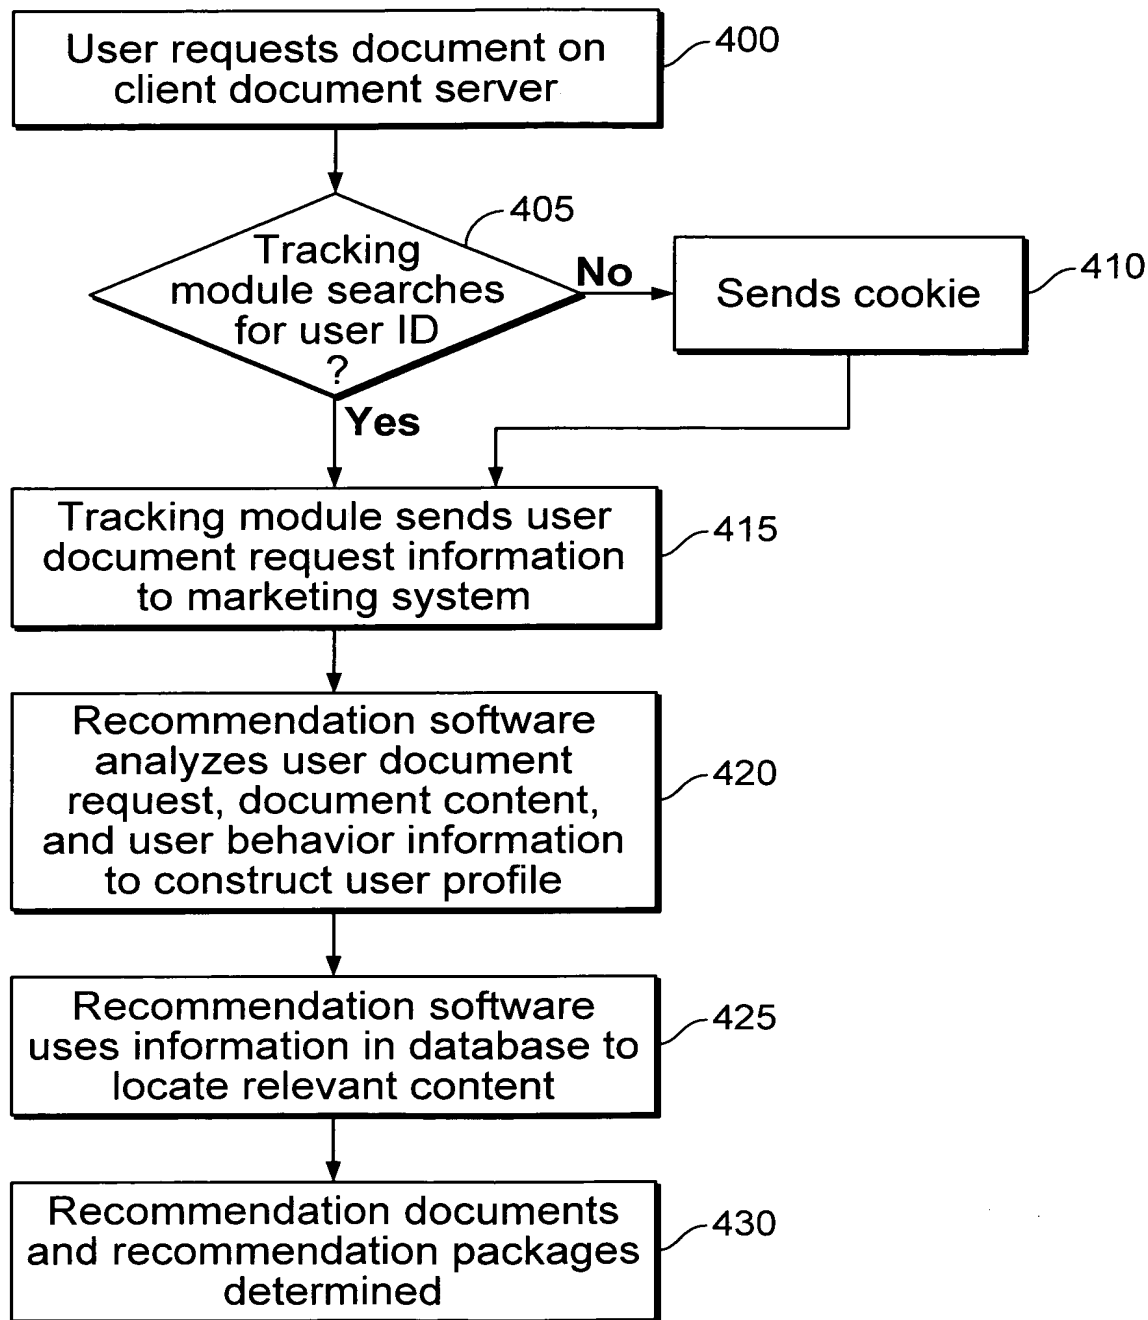 User requests document on
client document server
400
405
Tracking
module searches
for user ID
?
No
Sends cookie
410
Yes
Tracking module sends user
document request information
to marketing system
415
Recommendation software
analyzes user document
request, document content,
and user behavior information
to construct user profile
420
Recommendation software
uses information in database to
locate relevant content
425
Recommendation documents
and recommendation packages
determined
430